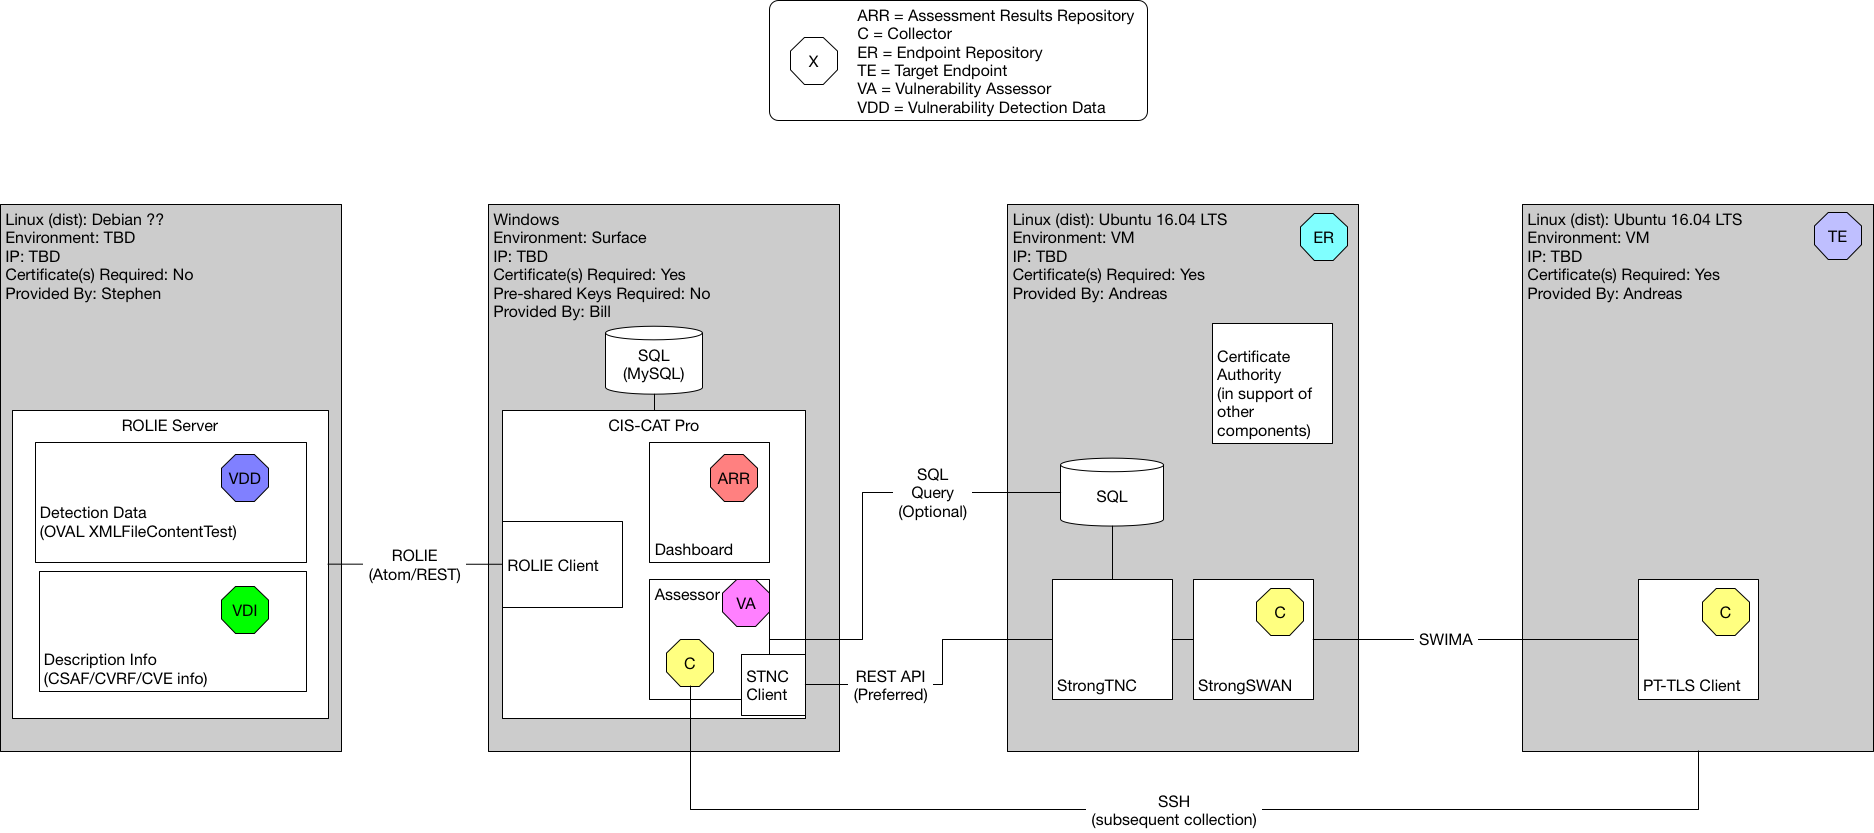 X
ARR = Assessment Results Repository
C = Collector
ER = Endpoint Repository
TE = Target Endpoint
VA = Vulnerability Assessor
VDD = Vulnerability Detection Data
Linux (dist): Debian ??
Environment: TBD
IP: TBD
Certificate(s) Required: No
Provided By: Stephen
ROLIE Server
VDD
Detection Data
(OVAL XMLFileContentTest)
VDI
Description Info
(CSAF/CVRF/CVE info)
ROLIE
(Atom/REST)
Windows
Environment: Surface
IP: TBD
Certificate(s) Required: Yes
Pre-shared Keys Required: No
Provided By: Bill
SQL
(MySQL)
CIS-CAT Pro
ARR
Dashboard
ROLIE Client
Assessor
VA
C
STNC
Client
SQL
Query
(Optional)
REST API
(Preferred)
Linux (dist): Ubuntu 16.04 LTS
Environment: VM
IP: TBD
Certificate(s) Required: Yes
Provided By: Andreas
ER
Certificate
Authority
(in support of
other
components)
SQL
StrongTNC
C
StrongSWAN
SWIMA
Linux (dist): Ubuntu 16.04 LTS
Environment: VM
IP: TBD
Certificate(s) Required: Yes
Provided By: Andreas
TE
C
PT-TLS Client
SSH
(subsequent collection)